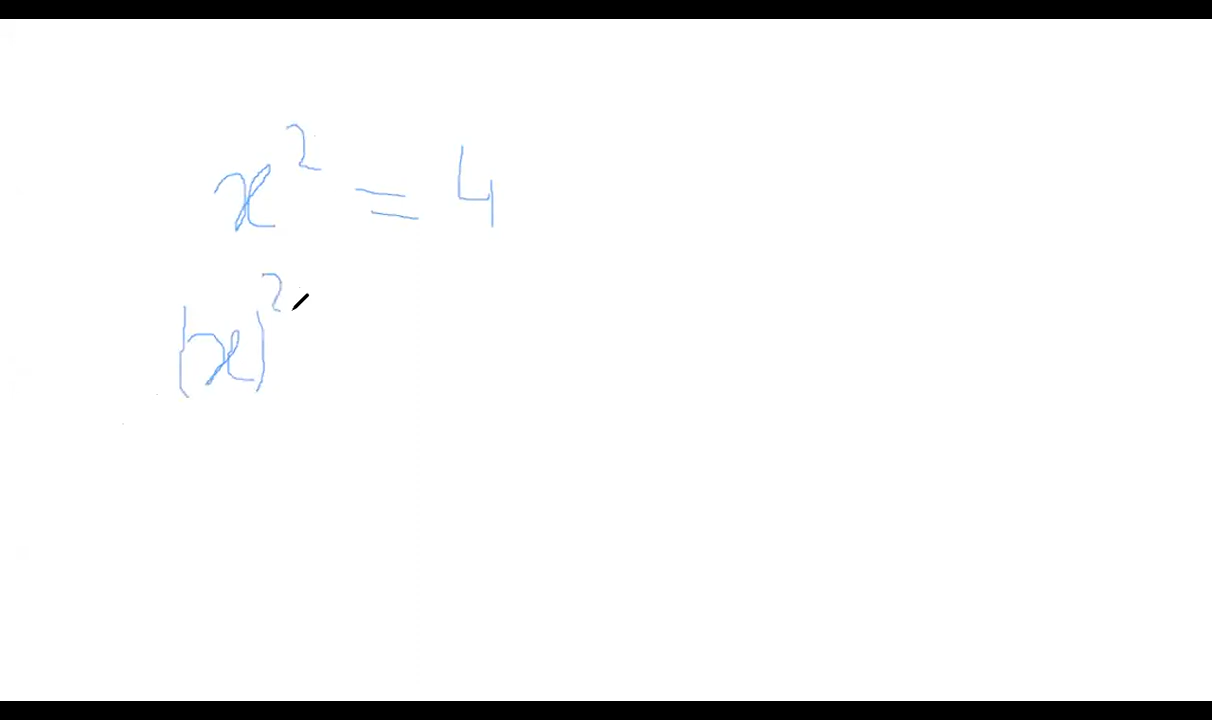 x² = 4
(x)²